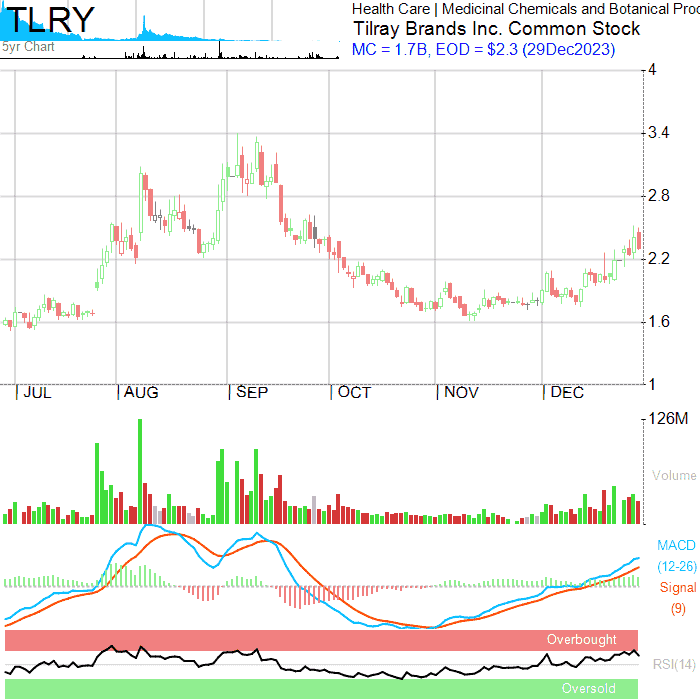 TLRY
5yr Chart
Health Care | Medicinal Chemicals and Botanical Proc
Tilray Brands Inc. Common Stock
MC = 1.7B, EOD = $2.3 (29Dec2023)
4
3.4
2.8
2.2
1.6
1
JUL AUG SEP OCT NOV DEC
126M
Volume
MACD
(12-26)
Signal
(9)
Overbought
RSI(14)
Oversold